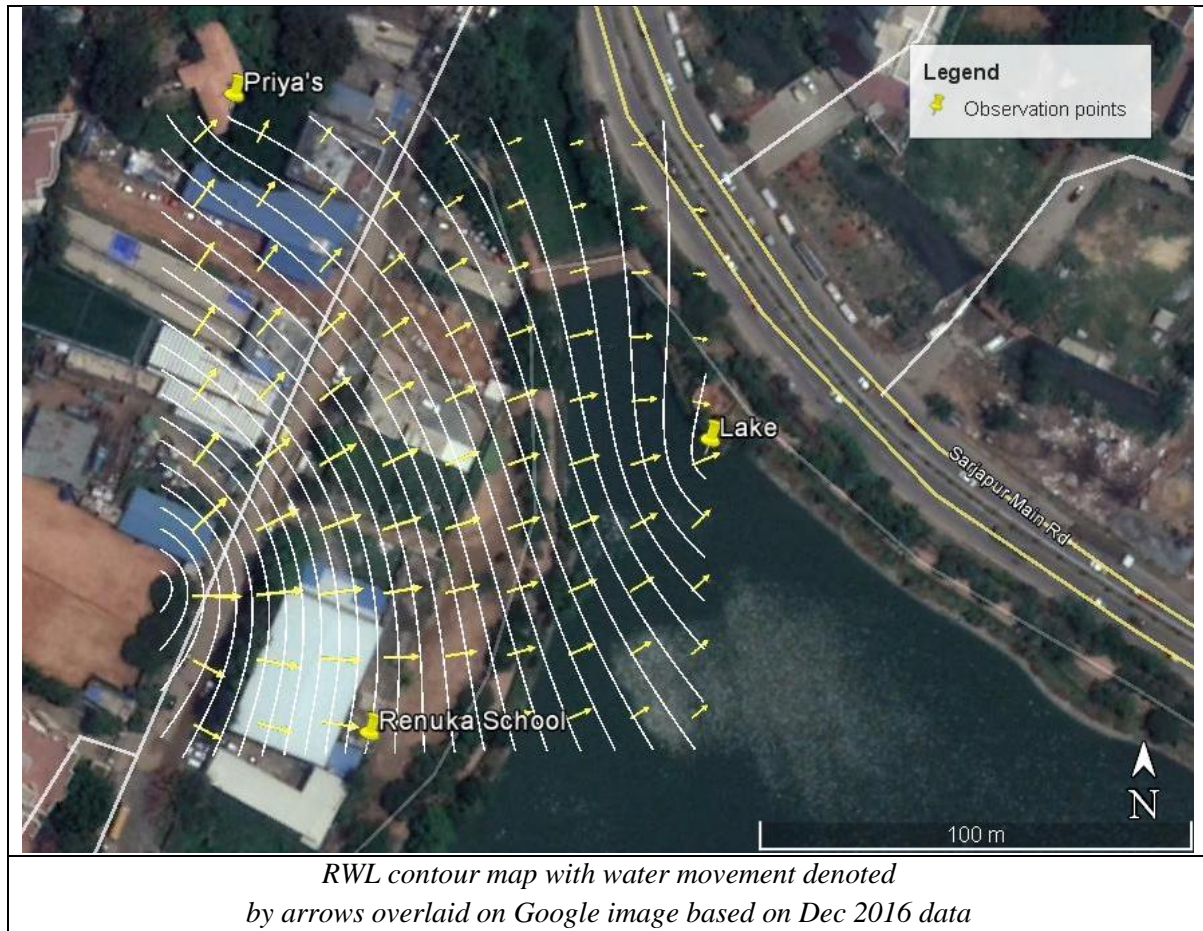 Priya's
Legend
Observation points
Lake
Sarjapur Main Rd
Renuka School
N
100 m
RWL contour map with water movement denoted
by arrows overlaid on Google image based on Dec 2016 data